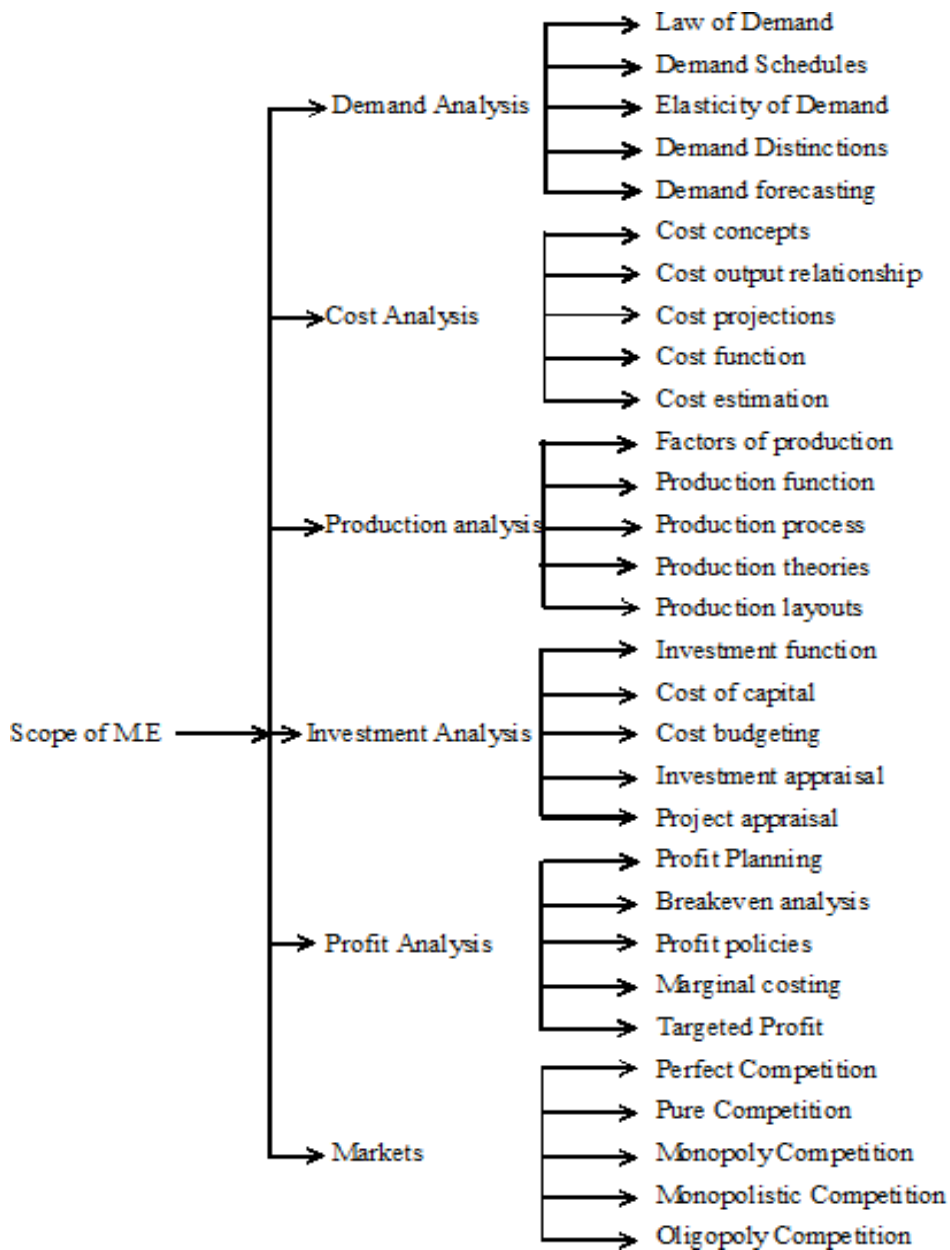 Law of Demand
Demand Schedules
Demand Analysis
Elasticity of Demand
Demand Distinctions
Demand forecasting
Cost concepts
Cost output relationship
Cost Analysis
Cost projections
Cost function
Cost estimation
Factors of production
Production function
Production analysis
Production process
Production theories
Production layouts
Investment function
Cost of capital
Scope of M.E
Investment Analysis
Cost budgeting
Investment appraisal
Project appraisal
Profit Planning
Breakeven analysis
Profit Analysis
Profit policies
Marginal costing
Targeted Profit
Perfect Competition
Pure Competition
Markets
Monopoly Competition
Monopolistic Competition
Oligopoly Competition